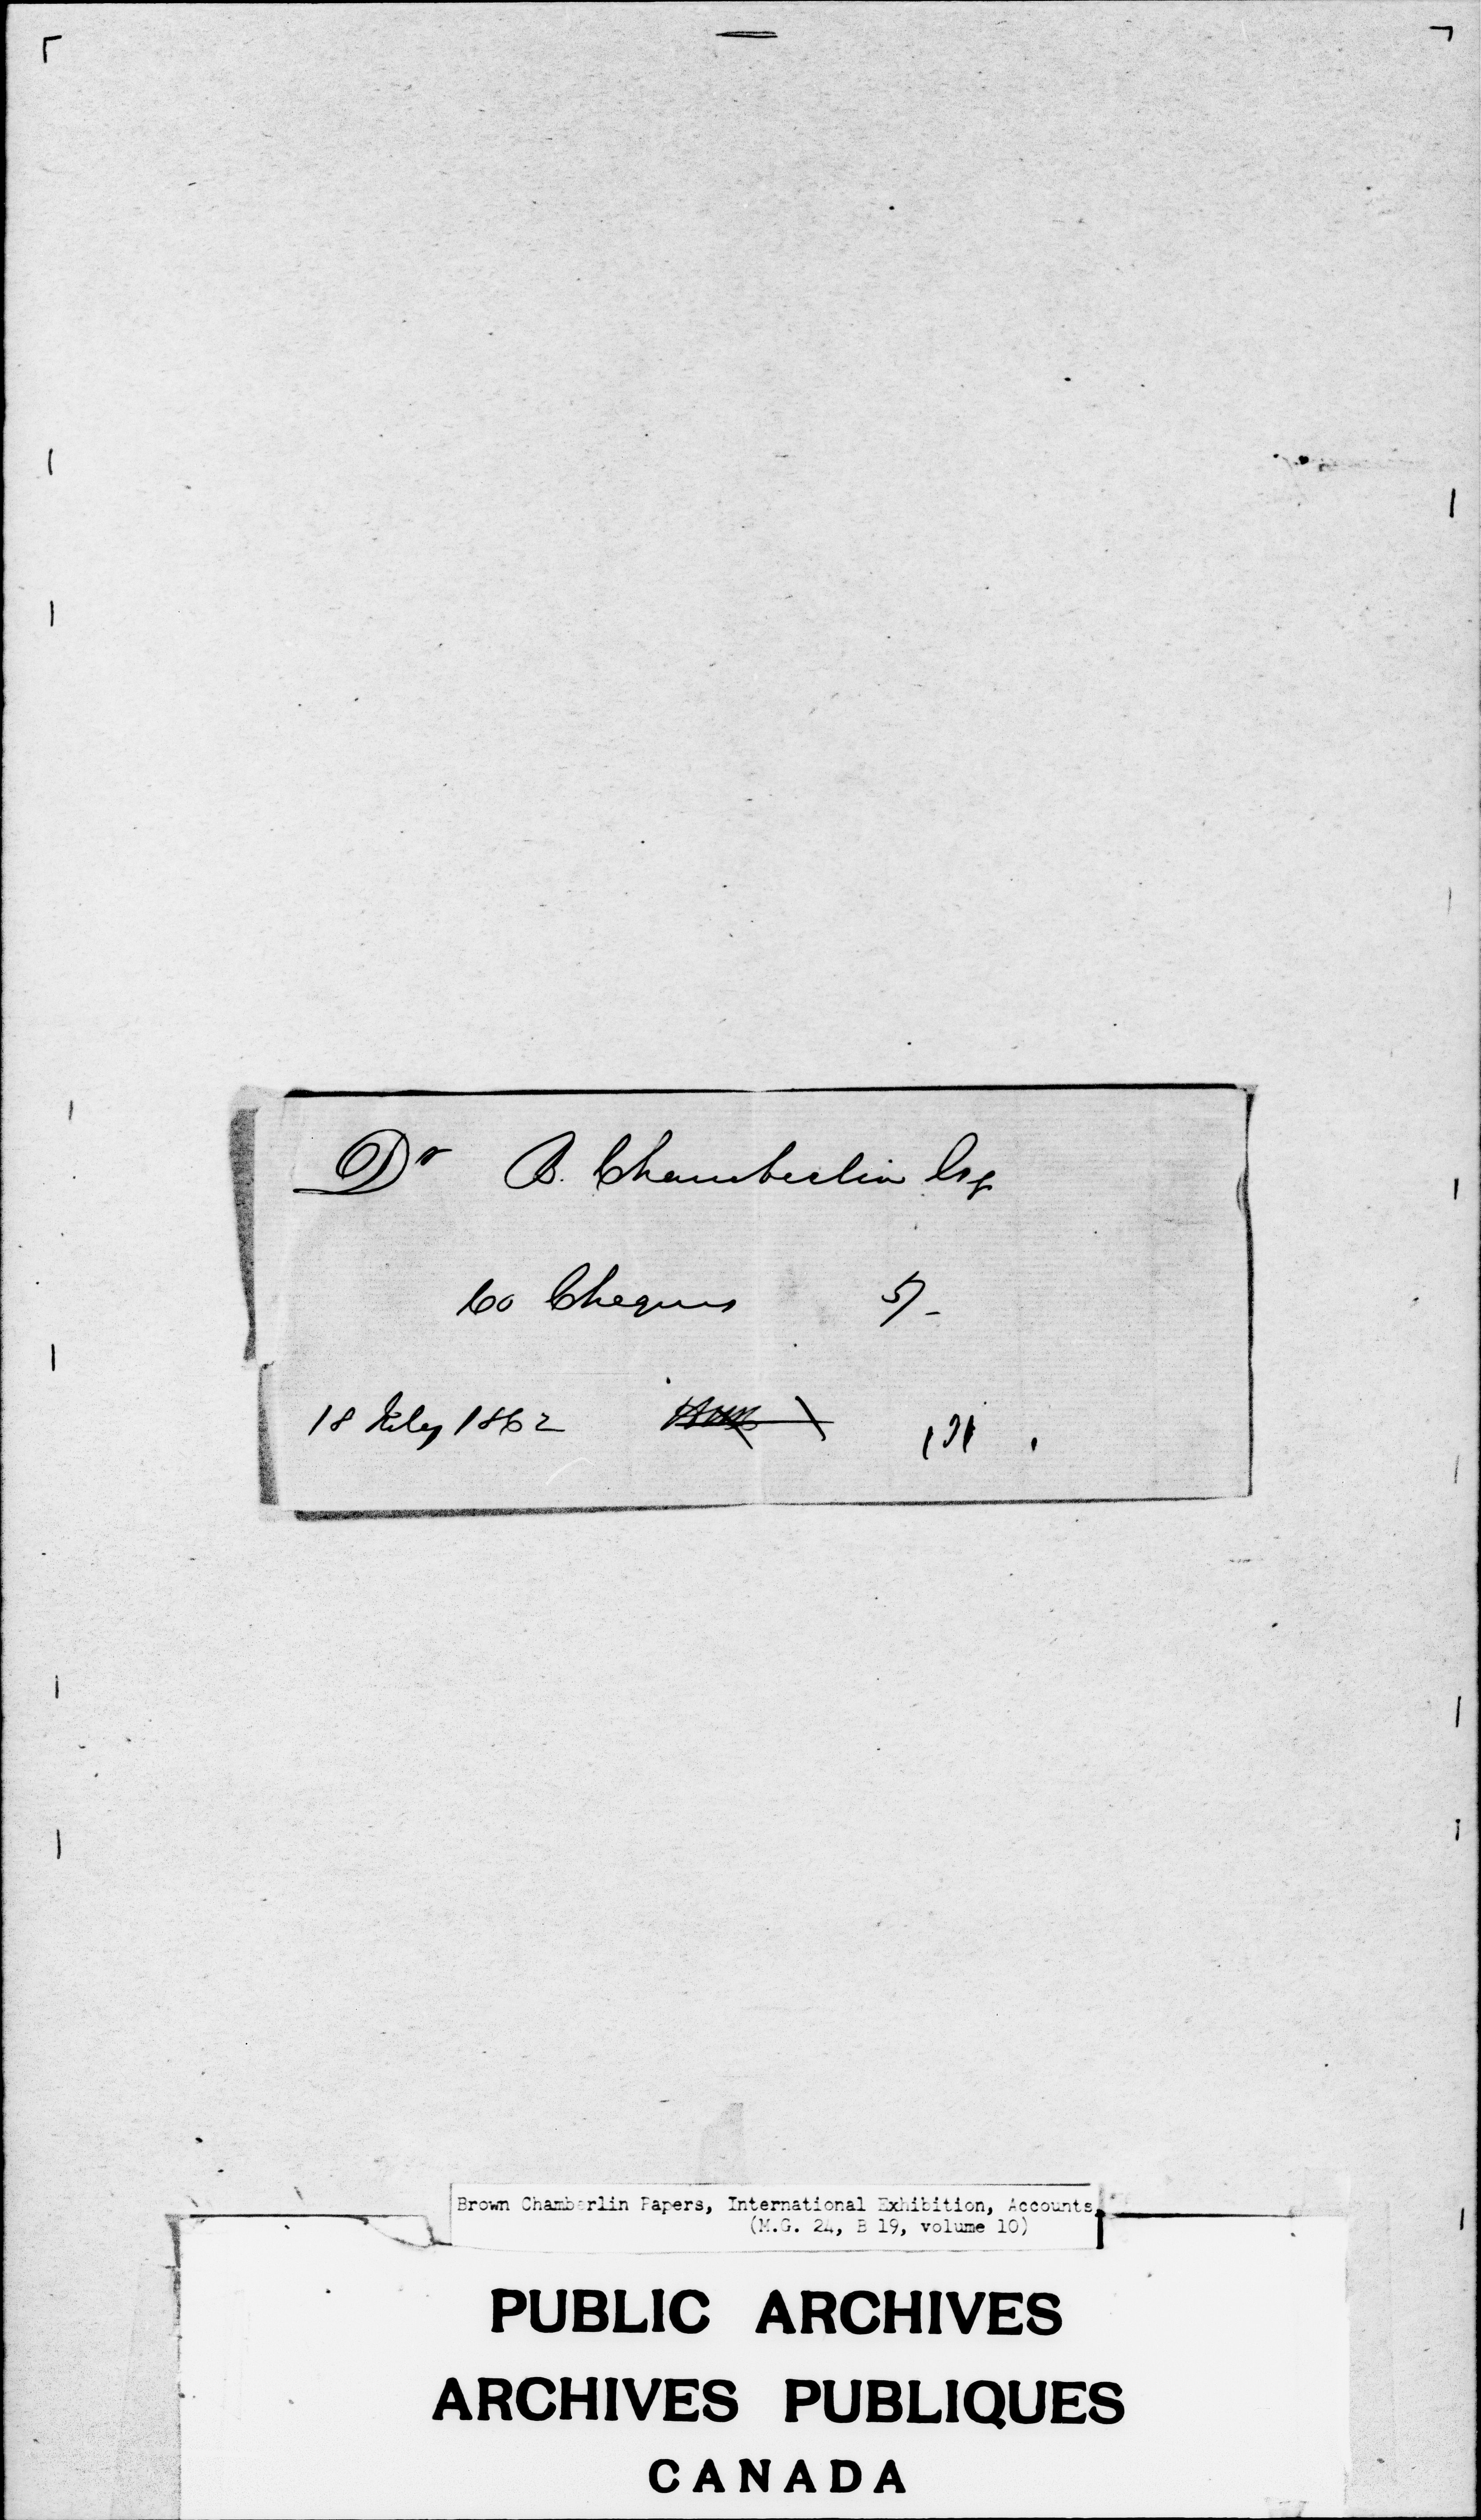 Dr B. Chamberlin Esq
60 Cheques 5/-
18 July 1862
Brown Chamberlin Papers, International Exhibition, Accounts,
(M.G. 24, B 19, volume 10)
PUBLIC ARCHIVES
ARCHIVES PUBLIQUES
CANADA